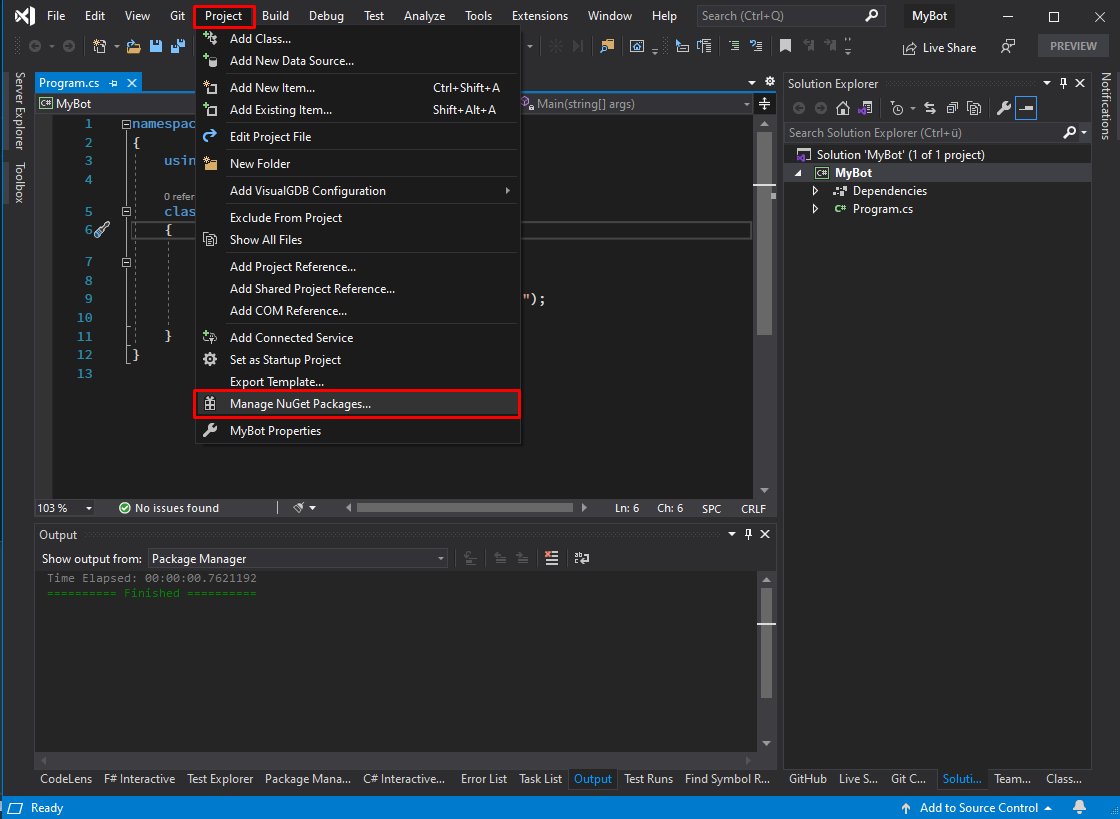 File Edit View Git Project Build Debug Test Analyze Tools Extensions Window Help Search (Ctrl+Q) MyBot
Live Share PREVIEW
Server Explorer
Toolbox
Program.cs
MyBot
Main(string[] args)
1 namespac
2 {
3 usin
4
0 refer
5 clas
6 {
7
8
9 ");
10
11 }
12 }
13
Add Class...
Add New Data Source...
Add New Item... Ctrl+Shift+A
Add Existing Item... Shift+Alt+A
Edit Project File
New Folder
Add VisualGDB Configuration
Exclude From Project
Show All Files
Add Project Reference...
Add Shared Project Reference...
Add COM Reference...
Add Connected Service
Set as Startup Project
Export Template...
Manage NuGet Packages...
MyBot Properties
103 % No issues found Ln: 6 Ch: 6 SPC CRLF
Output
Show output from: Package Manager
Time Elapsed: 00:00:00.7621192
========== Finished ==========
CodeLens F# Interactive Test Explorer Package Mana... C# Interactive... Error List Task List Output Test Runs Find Symbol R...
Solution Explorer
Search Solution Explorer (Ctrl+ü)
Solution 'MyBot' (1 of 1 project)
C# MyBot
Dependencies
C# Program.cs
Notifications
GitHub Live S... Git C... Soluti... Team... Class...
Ready Add to Source Control